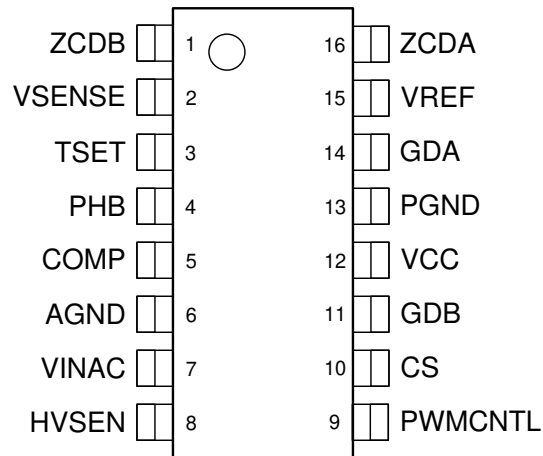 ZCDB 1 16 ZCDA
VSENSE 2 15 VREF
TSET 3 14 GDA
PHB 4 13 PGND
COMP 5 12 VCC
AGND 6 11 GDB
VINAC 7 10 CS
HVSEN 8 9 PWMCNTL